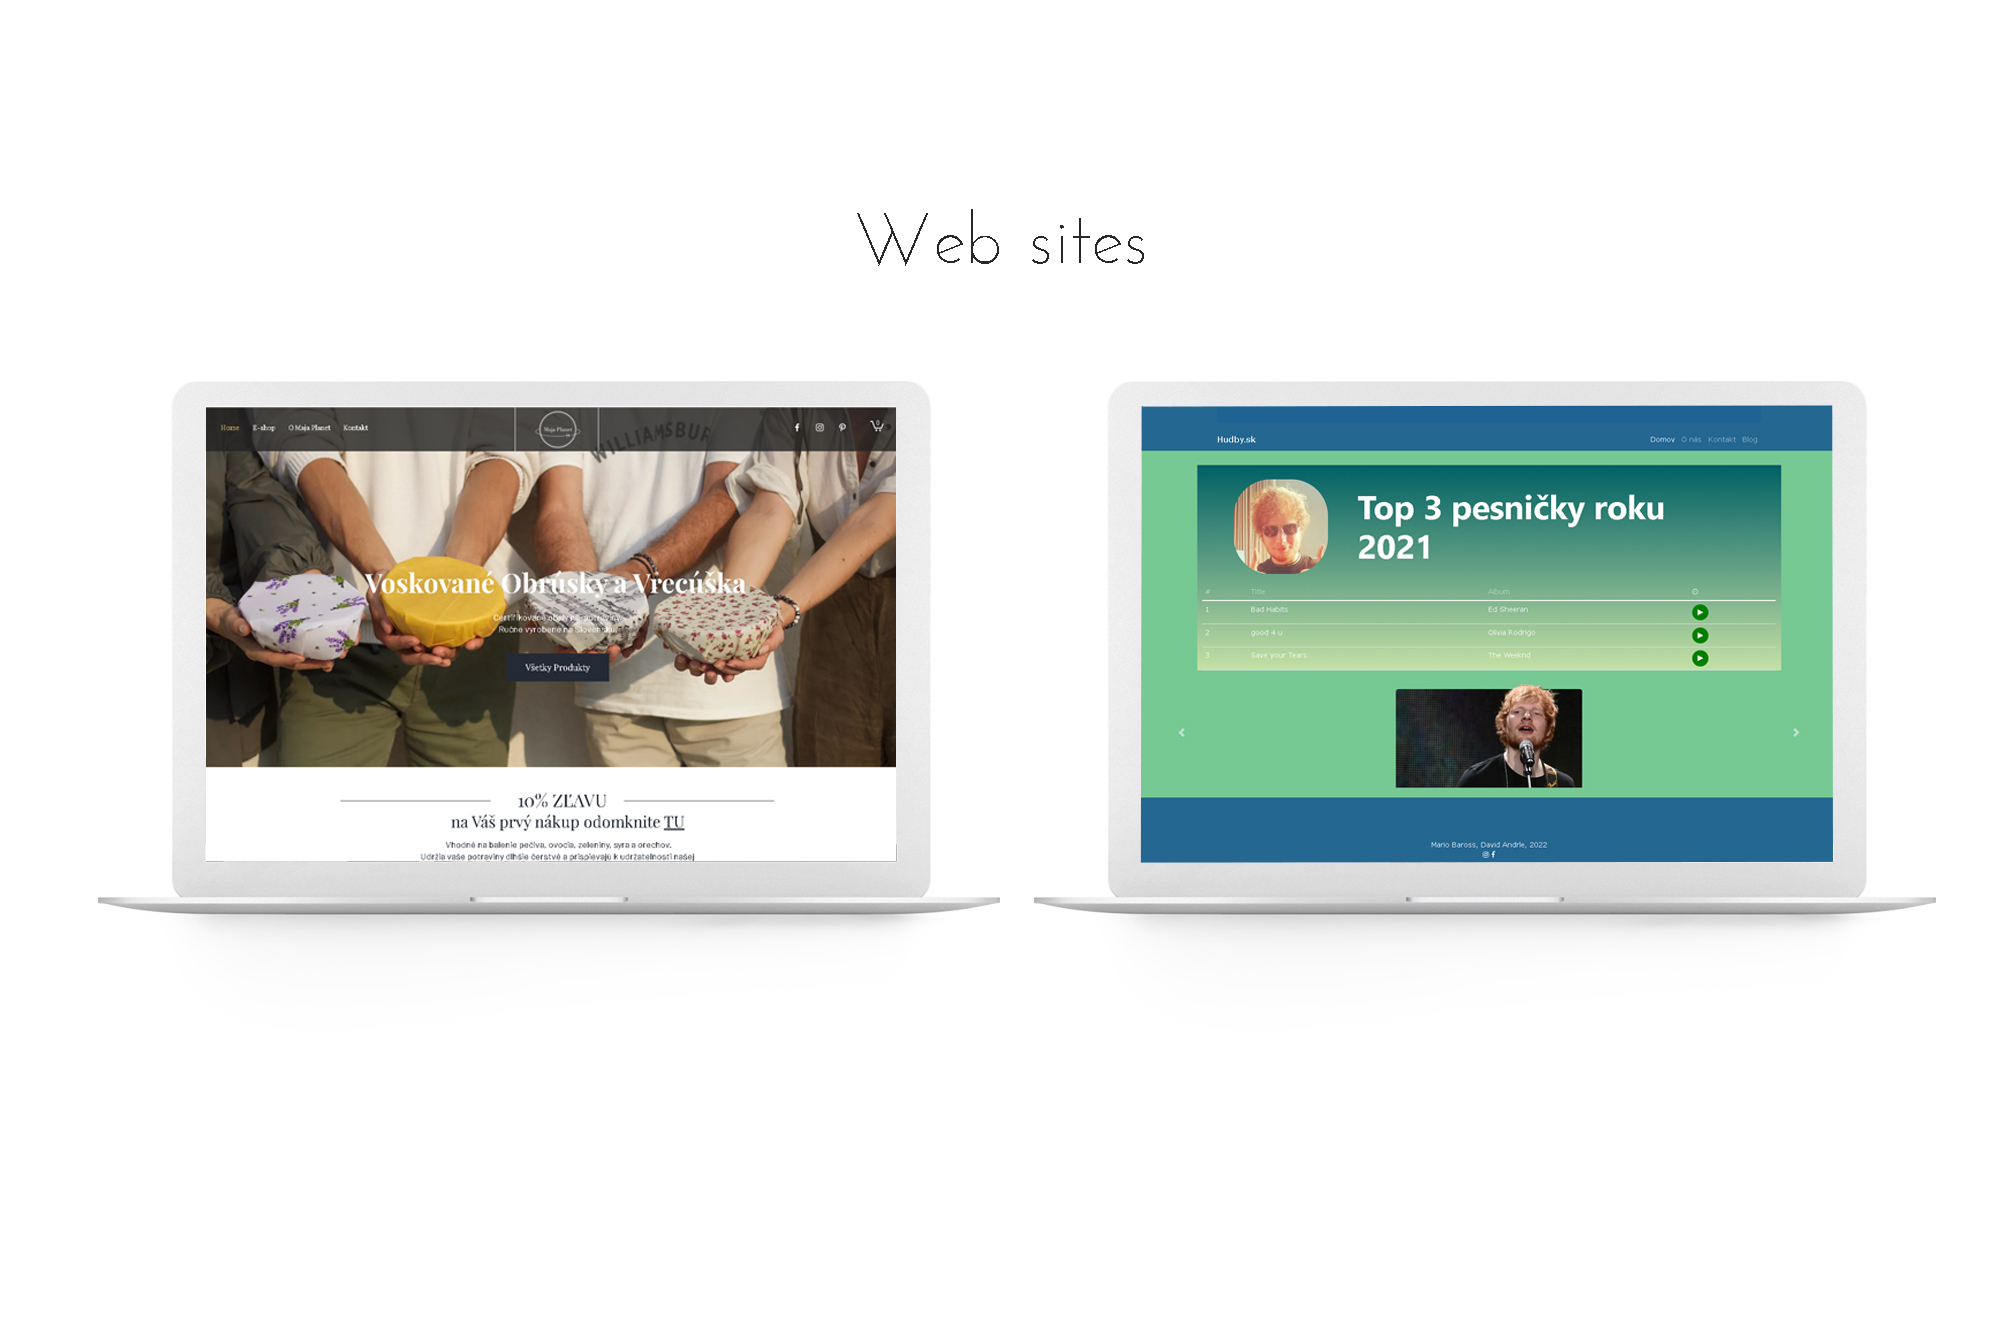 Web sites
Home E-shop O Maja Planet Kontakt
Maja Planet
WILLIAMSBUR
0
Voskované Obrúsky a Vrecúška
Certifikované obaly na potraviny.
Ručne vyrobené na Slovensku.
Všetky Produkty
10% ZĽAVU
na Váš prvý nákup odomknite TU
Vhodné na balenie pečiva, ovocia, zeleniny, syra a orechov.
Udržia vaše potraviny dlhšie čerstvé a prispievajú k udržateľnosti našej
Hudby.sk
Domov O nás Kontakt Blog
Top 3 pesničky roku
2021
# Title Album
1 Bad Habits Ed Sheeran
2 good 4 u Olivia Rodrigo
3 Save your Tears The Weeknd
Mario Baross, David Andrle, 2022